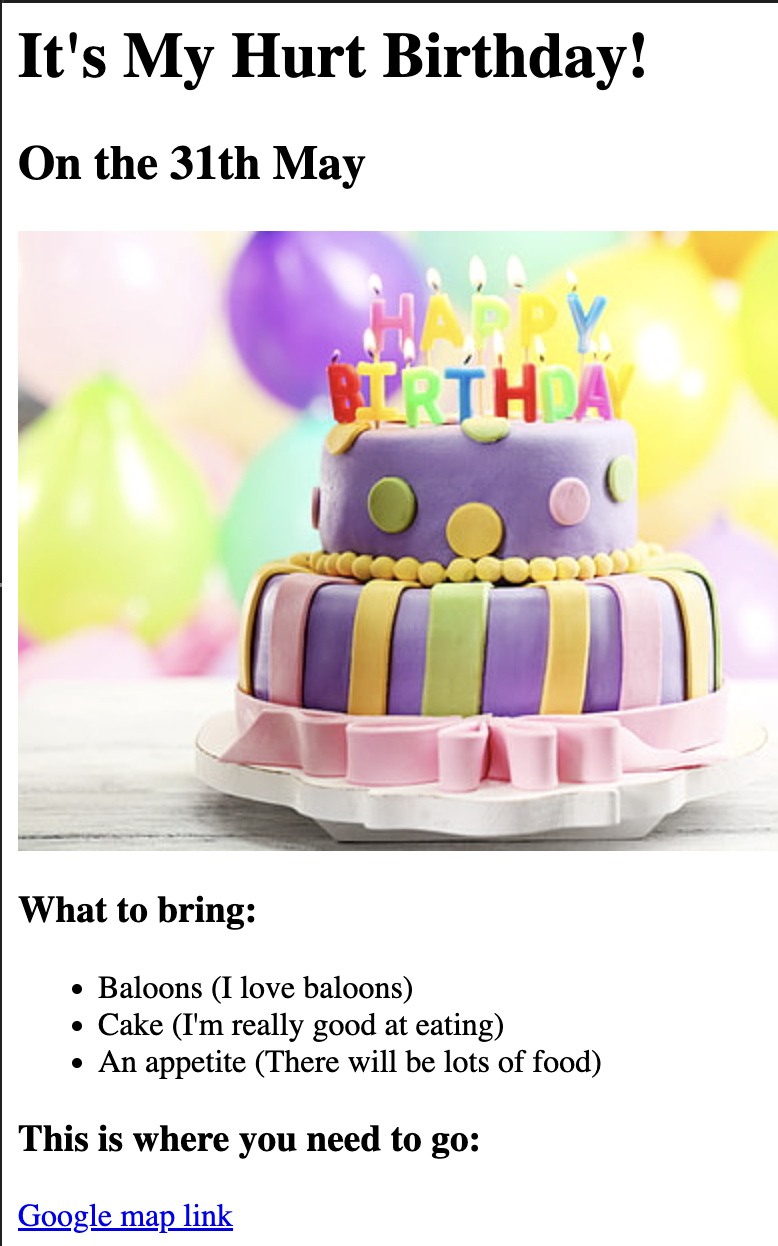 It's My Hurt Birthday!
On the 31th May
HAPPY
BIRTHDAY
What to bring:
Baloons (I love baloons)
Cake (I'm really good at eating)
An appetite (There will be lots of food)
This is where you need to go:
Google map link